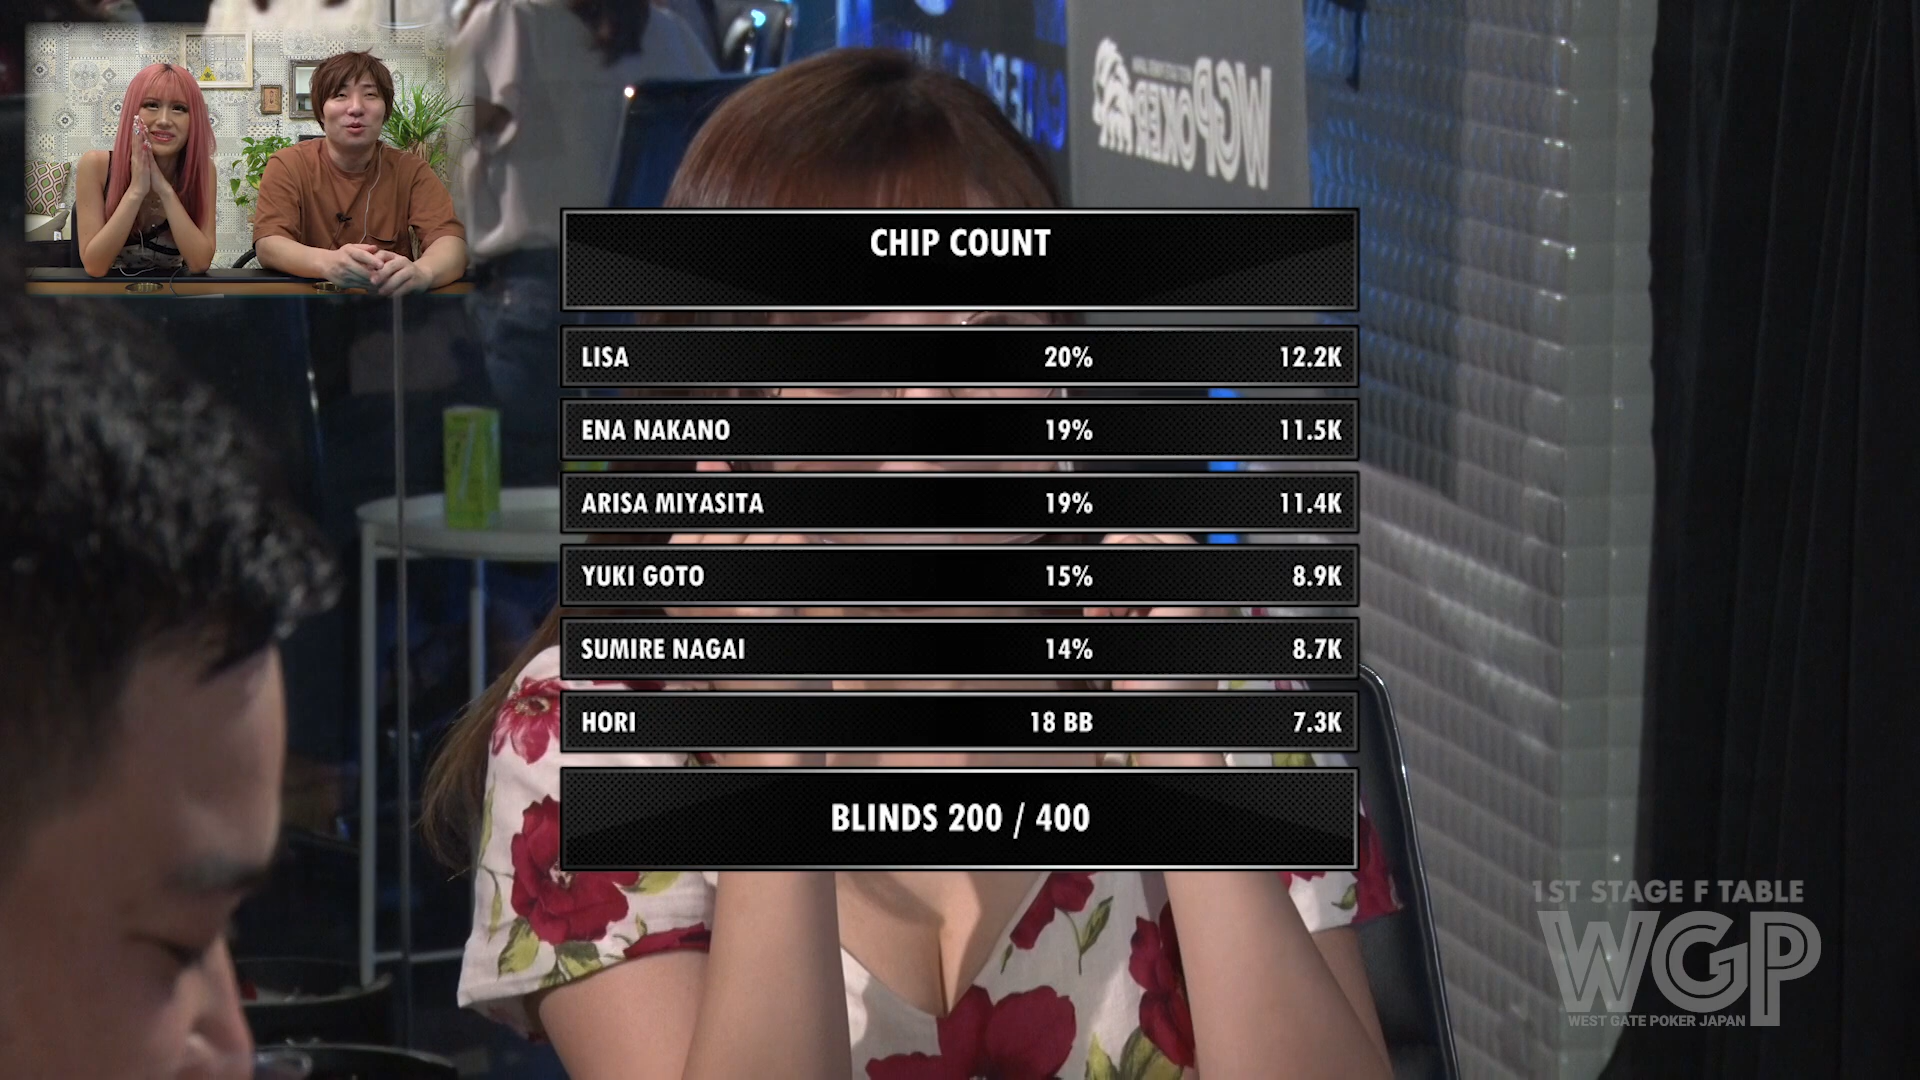 CHIP COUNT
LISA 20% 12.2K
ENA NAKANO 19% 11.5K
ARISA MIYASITA 19% 11.4K
YUKI GOTO 15% 8.9K
SUMIRE NAGAI 14% 8.7K
HORI 18 BB 7.3K
BLINDS 200 / 400
WGPOKER
1ST STAGE F TABLE
WGP
WEST GATE POKER JAPAN